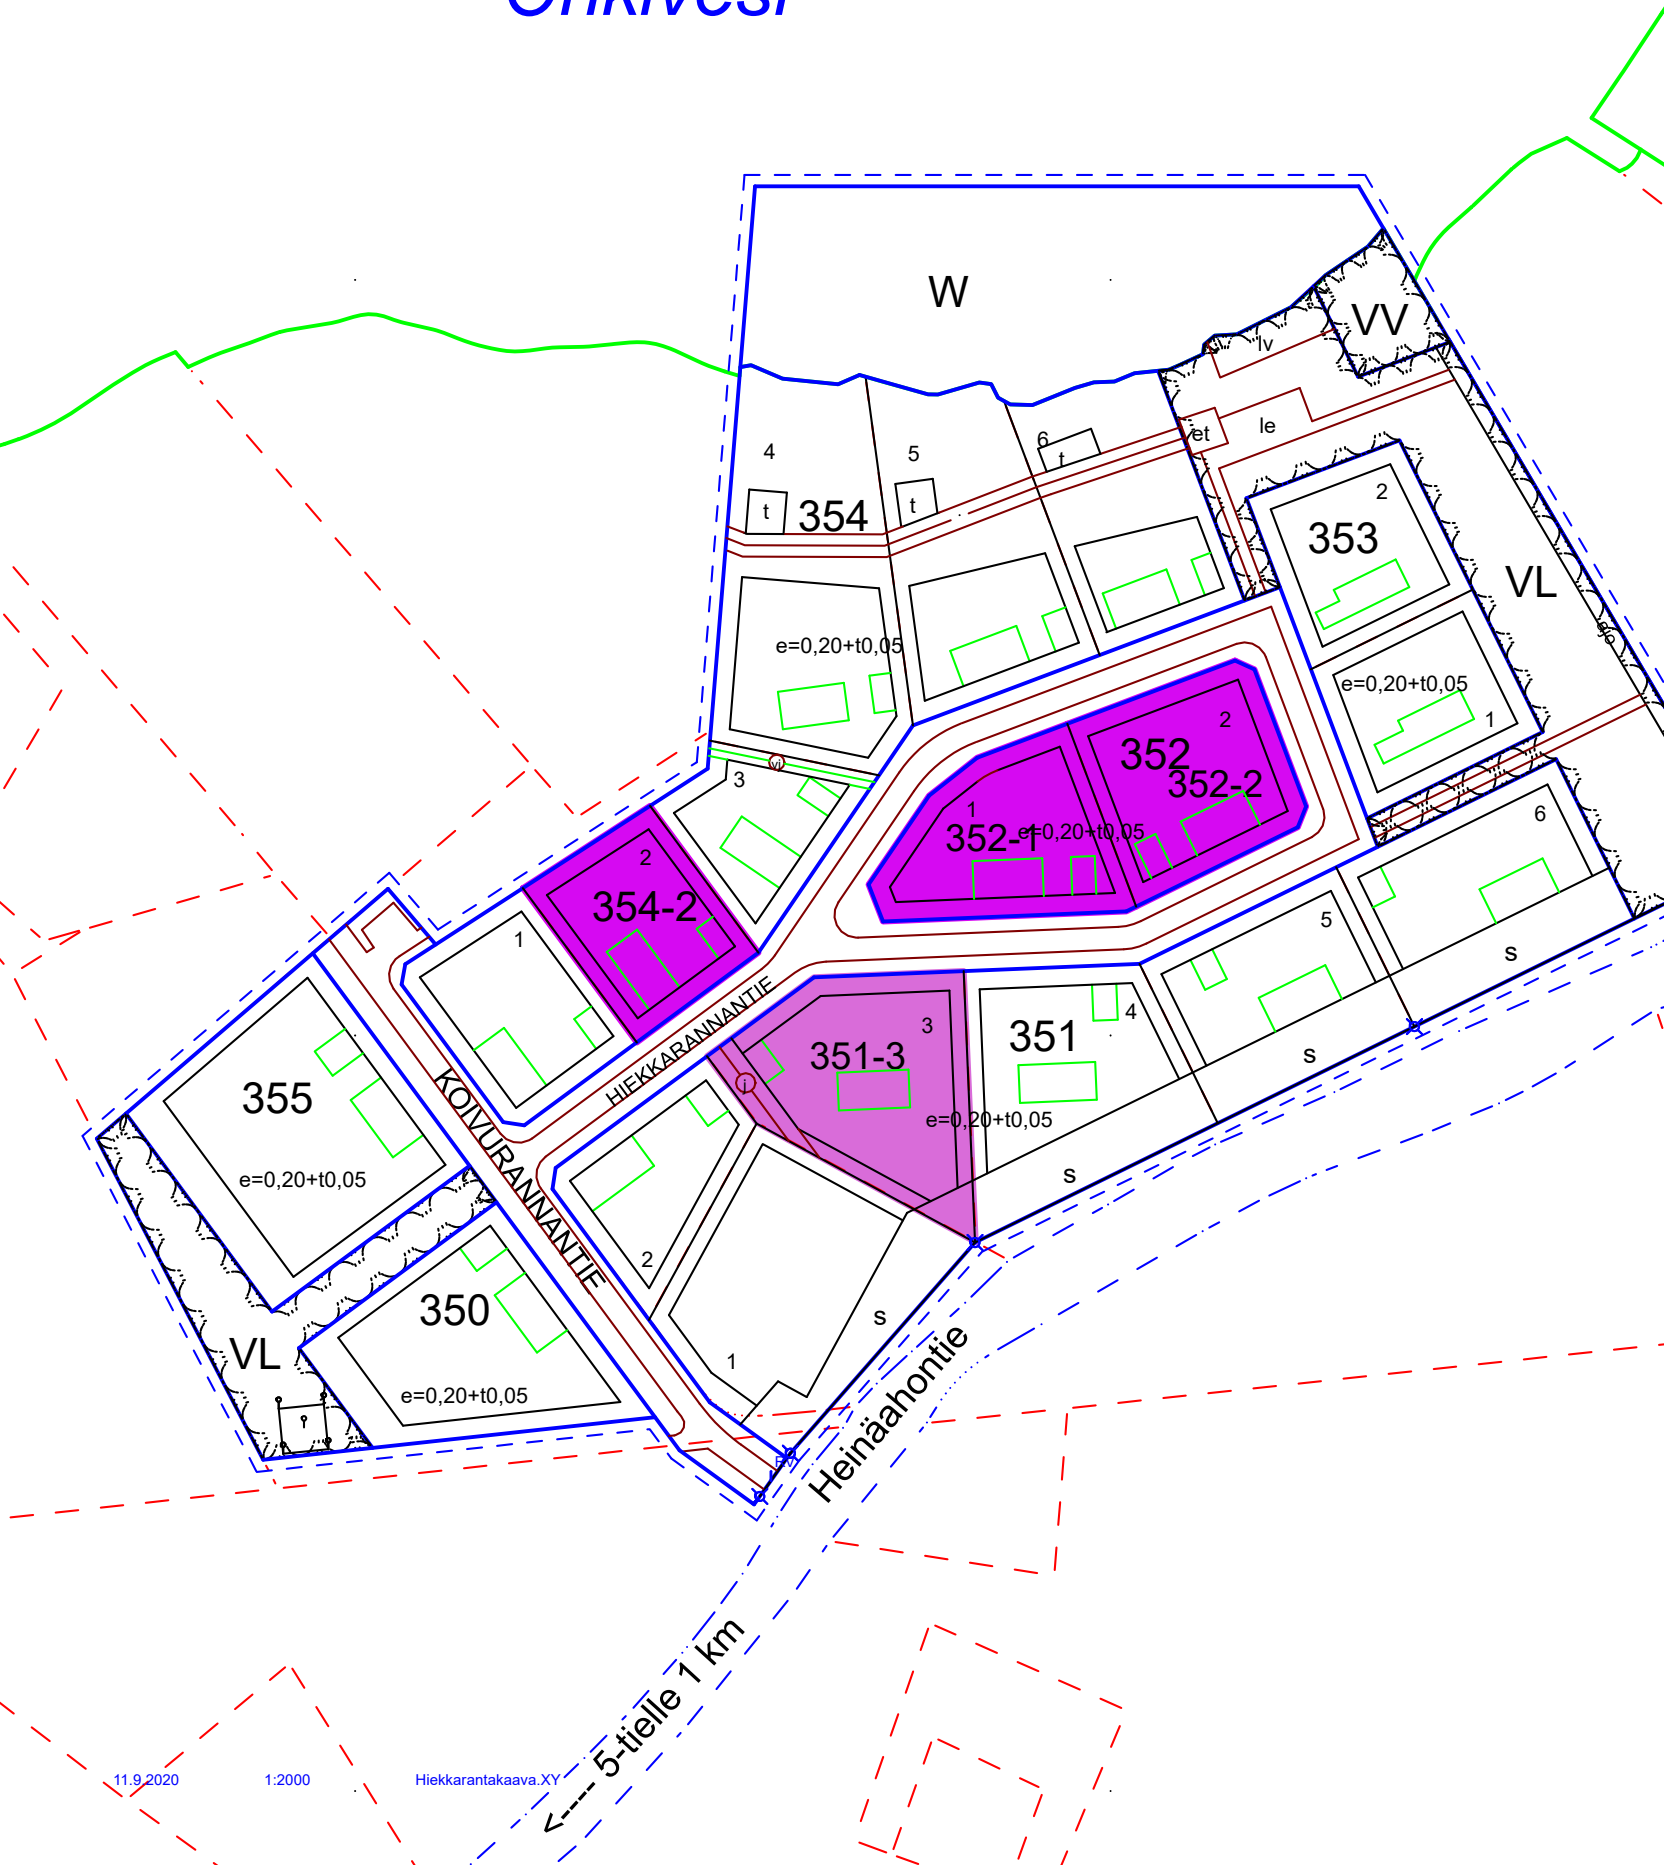 W
VV
lv
4
5
6
t
et
le
2
t
354
t
353
VL
e=0,20+t0,05
e=0,20+t0,05
ajo
1
2
352
vj
3
352-2
1
352-1
e=0,20+t0,05
6
2
354-2
1
5
s
HIEKKARANNANTIE
3
4
351
351-3
s
j
355
KOIVURANNANTIE
e=0,20+t0,05
s
e=0,20+t0,05
2
350
s
VL
1
e=0,20+t0,05
Heinäahontie
5-tielle 1 km
11.9.2020
1:2000
Hiekkarantakaava.XY